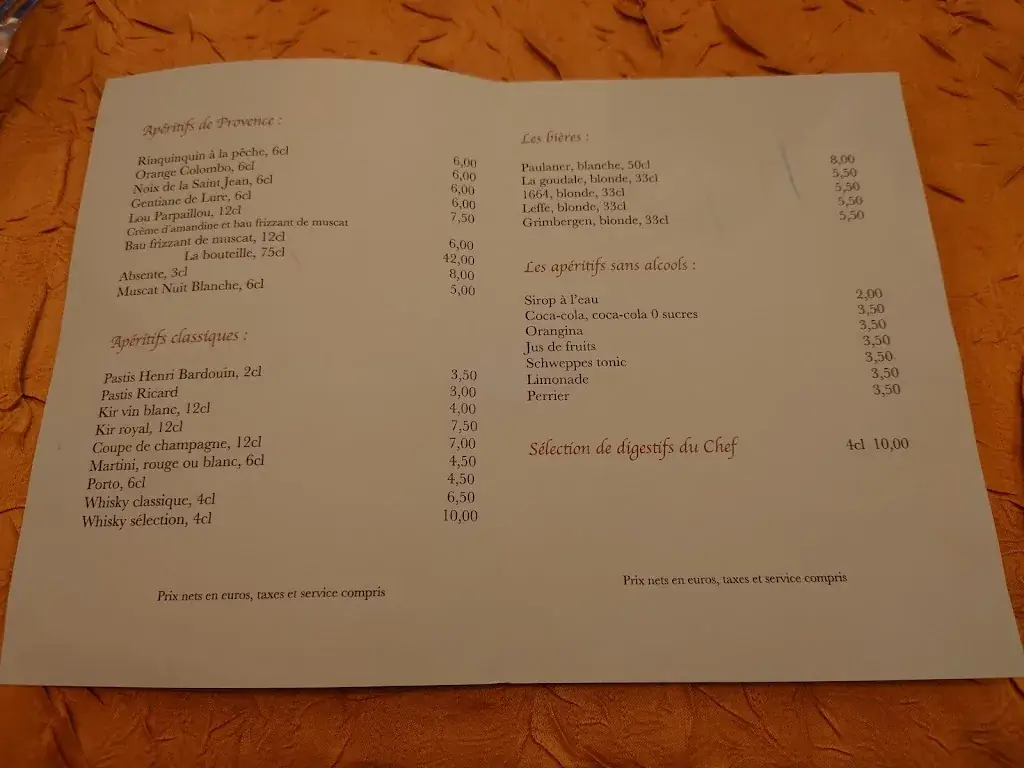 Apéritifs de Provence :
Rinquinquin à la pêche, 6cl 6,00
Orange Colombo, 6cl 6,00
Noix de la Saint Jean, 6cl 6,00
Gentiane de Lure, 6cl 6,00
Lou Parpaillou, 12cl 7,50
Crème d'amandine et bau frizzant de muscat
Bau frizzant de muscat, 12cl 6,00
La bouteille, 75cl 42,00
Absente, 3cl 8,00
Muscat Nuit Blanche, 6cl 5,00
Apéritifs classiques :
Pastis Henri Bardouin, 2cl 3,50
Pastis Ricard 3,00
Kir vin blanc, 12cl 4,00
Kir royal, 12cl 7,50
Coupe de champagne, 12cl 7,00
Martini, rouge ou blanc, 6cl 4,50
Porto, 6cl 4,50
Whisky classique, 4cl 6,50
Whisky sélection, 4cl 10,00
Prix nets en euros, taxes et service compris
Les bières :
Paulaner, blanche, 50cl 8,00
La goudale, blonde, 33cl 5,50
1664, blonde, 33cl 5,50
Leffe, blonde, 33cl 5,50
Grimbergen, blonde, 33cl 5,50
Les apéritifs sans alcools :
Sirop à l'eau 2,00
Coca-cola, coca-cola 0 sucres 3,50
Orangina 3,50
Jus de fruits 3,50
Schweppes tonic 3,50
Limonade 3,50
Perrier 3,50
Sélection de digestifs du Chef 4cl 10,00
Prix nets en euros, taxes et service compris